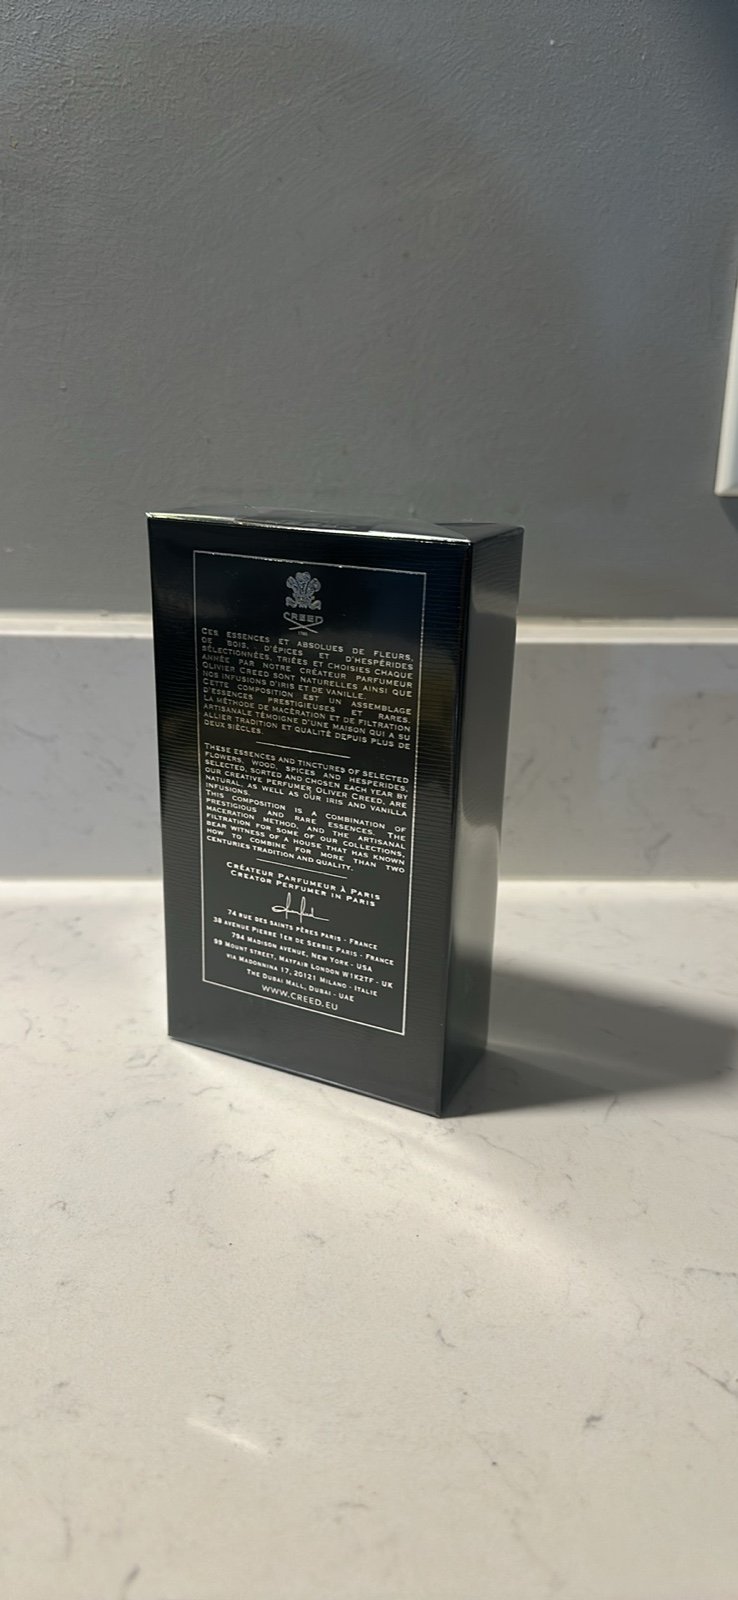 CREED
1760
CES ESSENCES ET ABSOLUES DE FLEURS,
DE BOIS, D'ÉPICES ET D'HESPÉRIDES
SÉLECTIONNÉES, TRIÉES ET CHOISIES CHAQUE
ANNÉE PAR NOTRE CRÉATEUR PARFUMEUR
OLIVIER CREED SONT NATURELLES AINSI QUE
NOS INFUSIONS D'IRIS ET DE VANILLE.
CETTE COMPOSITION EST UN ASSEMBLAGE
D'ESSENCES PRESTIGIEUSES ET RARES.
LA MÉTHODE DE MACÉRATION ET DE FILTRATION
ARTISANALE TÉMOIGNE D'UNE MAISON QUI A SU
ALLIER TRADITION ET QUALITÉ DEPUIS PLUS DE
DEUX SIÈCLES.
THESE ESSENCES AND TINCTURES OF SELECTED
FLOWERS, WOOD, SPICES AND HESPERIDES,
SELECTED, SORTED AND CHOSEN EACH YEAR BY
OUR CREATIVE PERFUMER OLIVER CREED, ARE
NATURAL, AS WELL AS OUR IRIS AND VANILLA
INFUSIONS.
THIS COMPOSITION IS A COMBINATION OF
PRESTIGIOUS AND RARE ESSENCES. THE
MACERATION METHOD, AND THE ARTISANAL
FILTRATION FOR SOME OF OUR COLLECTIONS,
BEAR WITNESS OF A HOUSE THAT HAS KNOWN
HOW TO COMBINE FOR MORE THAN TWO
CENTURIES TRADITION AND QUALITY.
CRÉATEUR PARFUMEUR À PARIS
CREATOR PERFUMER IN PARIS
74 RUE DES SAINTS PÈRES PARIS - FRANCE
38 AVENUE PIERRE 1ER DE SERBIE PARIS - FRANCE
794 MADISON AVENUE, NEW YORK - USA
99 MOUNT STREET, MAYFAIR LONDON W1K2TF - UK
VIA MADONNINA 17, 20121 MILANO - ITALIE
THE DUBAI MALL, DUBAI - UAE
WWW.CREED.EU